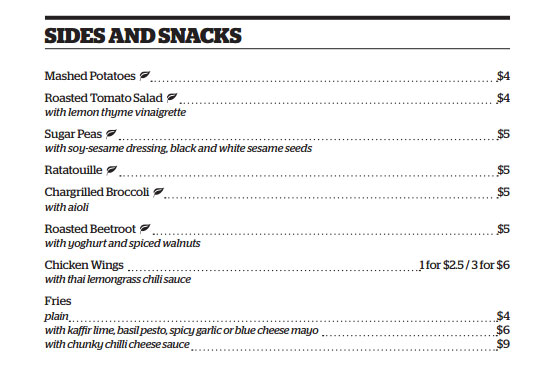 SIDES AND SNACKS
Mashed Potatoes $4
Roasted Tomato Salad $4
with lemon thyme vinaigrette
Sugar Peas $5
with soy-sesame dressing, black and white sesame seeds
Ratatouille $5
Chargrilled Broccoli $5
with aioli
Roasted Beetroot $5
with yoghurt and spiced walnuts
Chicken Wings 1 for $2.5 / 3 for $6
with thai lemongrass chili sauce
Fries
plain $4
with kaffir lime, basil pesto, spicy garlic or blue cheese mayo $6
with chunky chilli cheese sauce $9